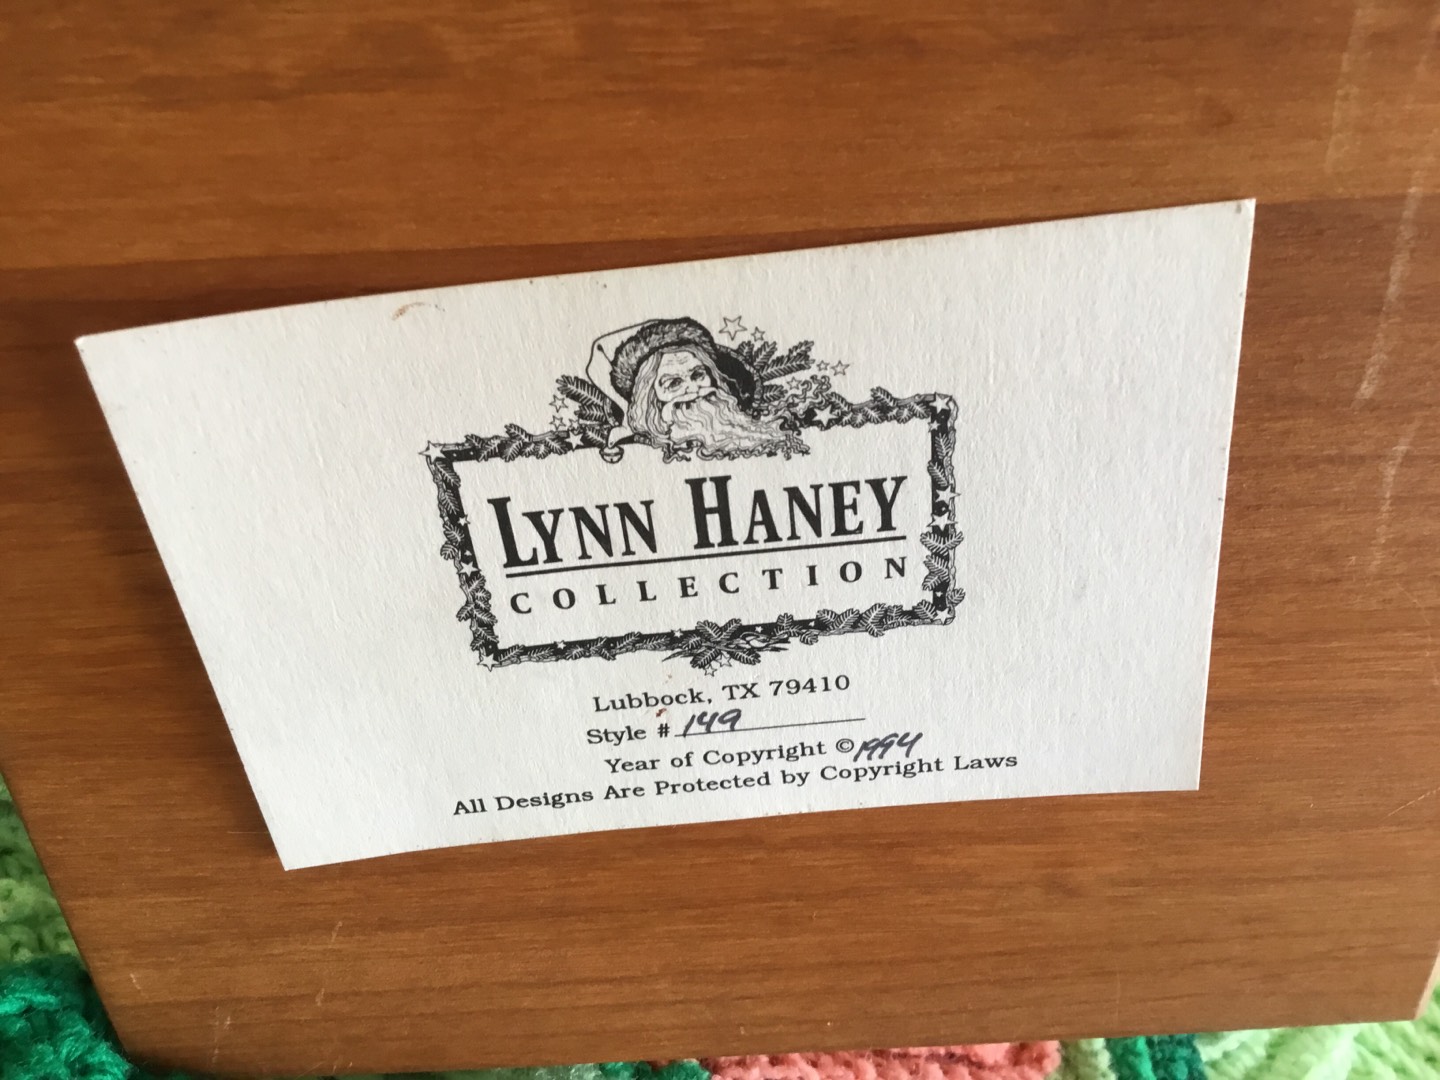 LYNN HANEY
COLLECTION
Lubbock, TX 79410
Style # 149
Year of Copyright © 1994
All Designs Are Protected by Copyright Laws